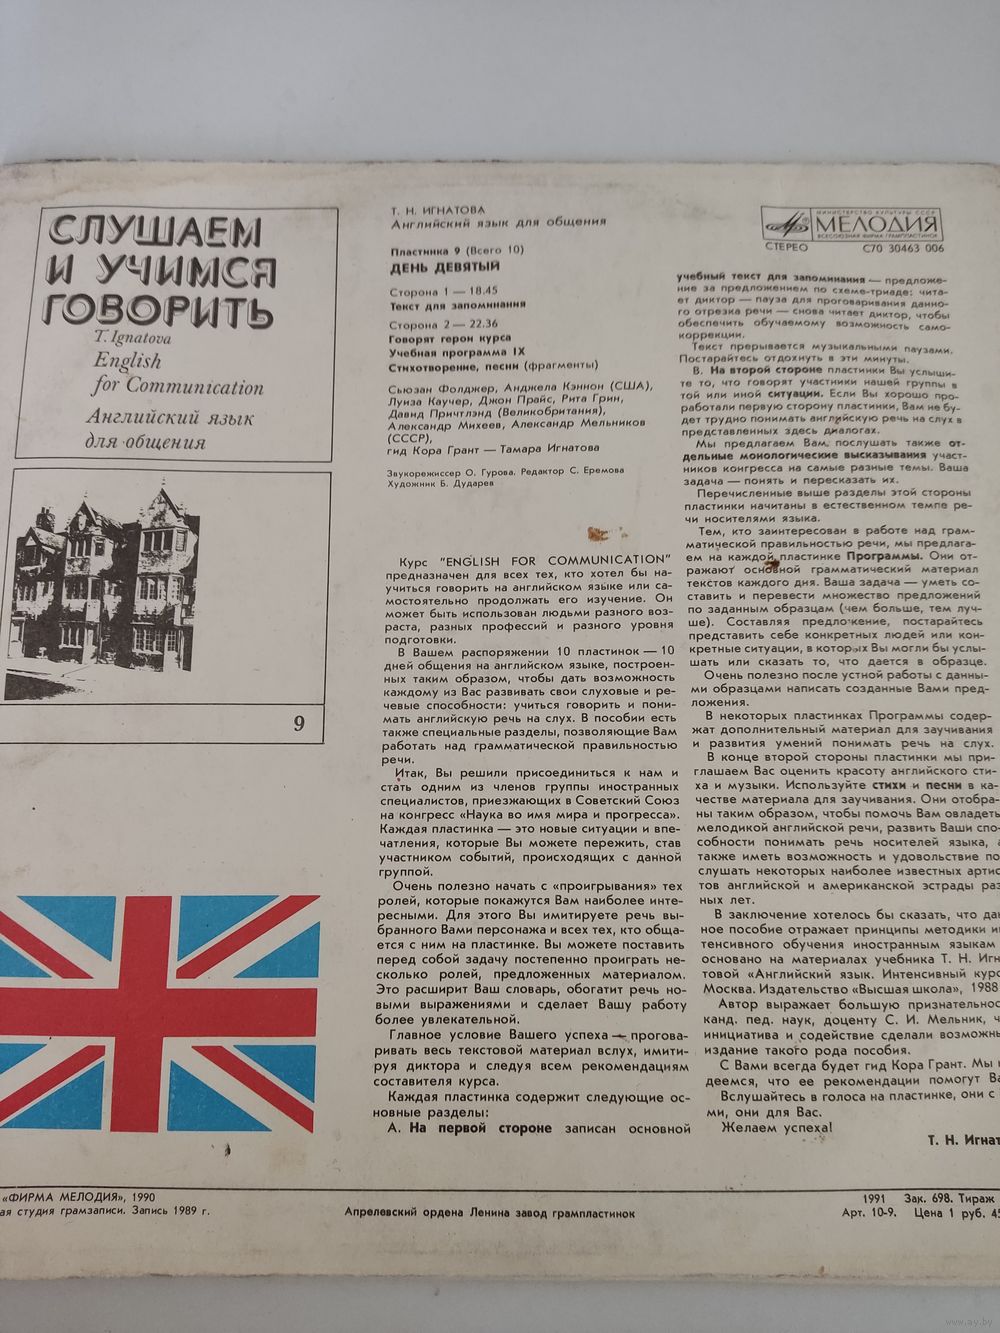 СЛУШАЕМ
И УЧИМСЯ
ГОВОРИТЬ
T. Ignatova
English
for Communication
Английский язык
для общения
9
Т. Н. ИГНАТОВА
Английский язык для общения
Пластинка 9 (Всего 10)
ДЕНЬ ДЕВЯТЫЙ
Сторона 1 — 18.45
Текст для запоминания
Сторона 2 — 22.36
Говорят герои курса
Учебная программа IX
Стихотворение, песни (фрагменты)
Сьюзан Фолджер, Анджела Кэннон (США),
Луиза Каучер, Джон Прайс, Рита Грин,
Давид Причтлэнд (Великобритания),
Александр Михеев, Александр Мельников
(СССР),
гид Кора Грант — Тамара Игнатова
Звукорежиссер О. Гурова. Редактор С. Еремова
Художник Б. Дударев
Курс "ENGLISH FOR COMMUNICATION"
предназначен для всех тех, кто хотел бы на-
учиться говорить на английском языке или са-
мостоятельно продолжать его изучение. Он
может быть использован людьми разного воз-
раста, разных профессий и разного уровня
подготовки.
В Вашем распоряжении 10 пластинок — 10
дней общения на английском языке, построен-
ных таким образом, чтобы дать возможность
каждому из Вас развивать свои слуховые и ре-
чевые способности: учиться говорить и пони-
мать английскую речь на слух. В пособии есть
также специальные разделы, позволяющие Вам
работать над грамматической правильностью
речи.
Итак, Вы решили присоединиться к нам и
стать одним из членов группы иностранных
специалистов, приезжающих в Советский Союз
на конгресс «Наука во имя мира и прогресса».
Каждая пластинка — это новые ситуации и впе-
чатления, которые Вы можете пережить, став
участником событий, происходящих с данной
группой.
Очень полезно начать с «проигрывания» тех
ролей, которые покажутся Вам наиболее инте-
ресными. Для этого Вы имитируете речь вы-
бранного Вами персонажа и всех тех, кто обща-
ется с ним на пластинке. Вы можете поставить
перед собой задачу постепенно проиграть не-
сколько ролей, предложенных материалом.
Это расширит Ваш словарь, обогатит речь но-
выми выражениями и сделает Вашу работу
более увлекательной.
Главное условие Вашего успеха — прогова-
ривать весь текстовой материал вслух, имити-
руя диктора и следуя всем рекомендациям
составителя курса.
Каждая пластинка содержит следующие ос-
новные разделы:
А. На первой стороне записан основной
МИНИСТЕРСТВО КУЛЬТУРЫ СССР
МЕЛОДИЯ
ВСЕСОЮЗНАЯ ФИРМА ГРАМПЛАСТИНОК
СТЕРЕО С70 30463 006
учебный текст для запоминания — предложе-
ние за предложением по схеме-триаде: чита-
ет диктор — пауза для проговаривания данно-
го отрезка речи — снова читает диктор, чтобы
обеспечить обучаемому возможность само-
коррекции.
Текст прерывается музыкальными паузами.
Постарайтесь отдохнуть в эти минуты.
В. На второй стороне пластинки Вы услыши-
те то, что говорят участники нашей группы в
той или иной ситуации. Если Вы хорошо про-
работали первую сторону пластинки, Вам не бу-
дет трудно понимать английскую речь на слух в
представленных здесь диалогах.
Мы предлагаем Вам послушать также от-
дельные монологические высказывания участ-
ников конгресса на самые разные темы. Ваша
задача — понять и пересказать их.
Перечисленные выше разделы этой стороны
пластинки начитаны в естественном темпе ре-
чи носителями языка.
Тем, кто заинтересован в работе над грам-
матической правильностью речи, мы предлага-
ем на каждой пластинке Программы. Они от-
ражают основной грамматический материал
текстов каждого дня. Ваша задача — уметь со-
ставить и перевести множество предложений
по заданным образцам (чем больше, тем луч-
ше). Составляя предложение, постарайтесь
представить себе конкретных людей или кон-
кретные ситуации, в которых Вы могли бы услы-
шать или сказать то, что дается в образце.
Очень полезно после устной работы с данны-
ми образцами написать созданные Вами пред-
ложения.
В некоторых пластинках Программы содер-
жат дополнительный материал для заучивания
и развития умений понимать речь на слух.
В конце второй стороны пластинки мы при-
глашаем Вас оценить красоту английского сти-
ха и музыки. Используйте стихи и песни в ка-
честве материала для заучивания. Они отобра-
ны таким образом, чтобы помочь Вам овладеть
мелодикой английской речи, развить Ваши спо-
собности понимать речь носителей языка, а
также иметь возможность и удовольствие по-
слушать некоторых наиболее известных артис-
тов английской и американской эстрады раз-
ных лет.
В заключение хотелось бы сказать, что дан
ное пособие отражает принципы методики ин
тенсивного обучения иностранным языкам
основано на материалах учебника Т. Н. Игн
товой «Английский язык. Интенсивный курс
Москва. Издательство «Высшая школа», 1988
Автор выражает большую признательнос
канд. пед. наук, доценту С. И. Мельник, ч
инициатива и содействие сделали возможны
издание такого рода пособия.
С Вами всегда будет гид Кора Грант. Мы
деемся, что ее рекомендации помогут Ва
Вслушайтесь в голоса на пластинке, они с
ми, они для Вас.
Желаем успеха!
Т. Н. Игнат
«ФИРМА МЕЛОДИЯ», 1990
ая студия грамзаписи. Запись 1989 г.
Апрелевский ордена Ленина завод грампластинок
1991 Зак. 698. Тираж
Арт. 10-9. Цена 1 руб. 45
www.ay.by